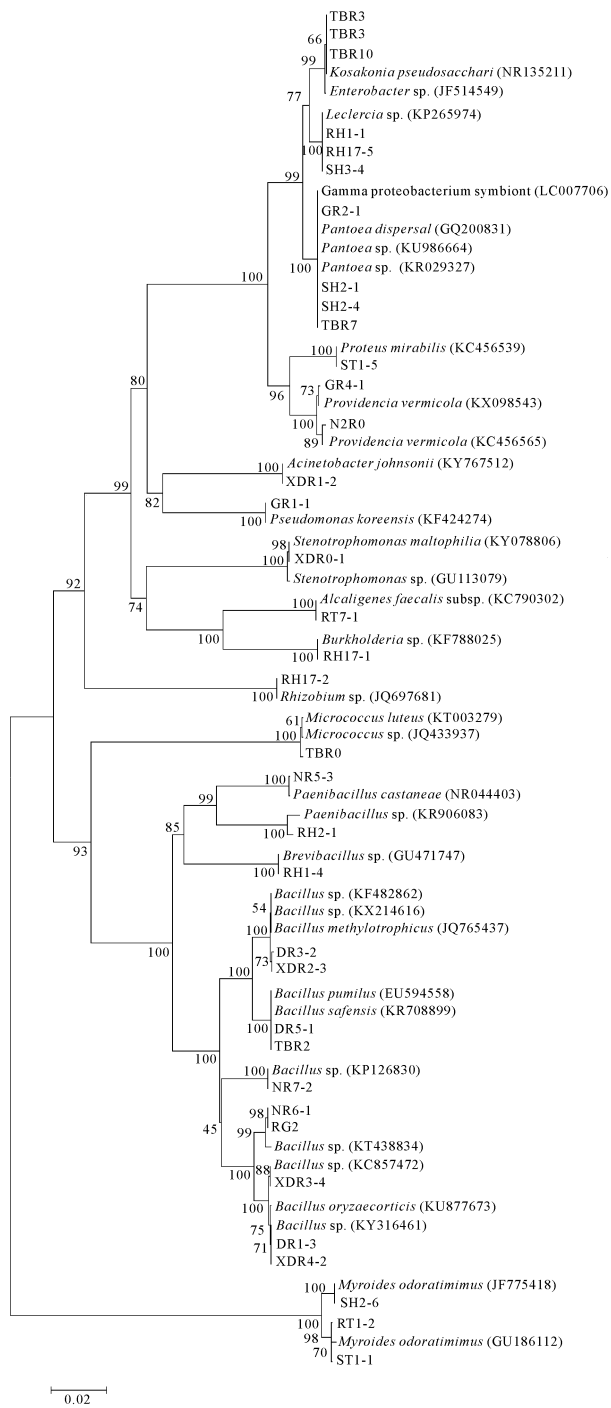 TBR3
TBR3
66
TBR10
99
Kosakonia pseudosacchari (NR135211)
Enterobacter sp. (JF514549)
77
Leclercia sp. (KP265974)
RH1-1
100
RH17-5
SH3-4
99
Gamma proteobacterium symbiont (LC007706)
GR2-1
Pantoea dispersal (GQ200831)
Pantoea sp. (KU986664)
100
Pantoea sp. (KR029327)
100
SH2-1
SH2-4
TBR7
100
Proteus mirabilis (KC456539)
ST1-5
80
96
73
GR4-1
Providencia vermicola (KX098543)
100
N2R0
89
Providencia vermicola (KC456565)
100
Acinetobacter johnsonii (KY767512)
XDR1-2
99
82
GR1-1
100
Pseudomonas koreensis (KF424274)
98
Stenotrophomonas maltophilia (KY078806)
100
XDR0-1
Stenotrophomonas sp. (GU113079)
92
74
100
Alcaligenes faecalis subsp. (KC790302)
RT7-1
100
Burkholderia sp. (KF788025)
100
RH17-1
RH17-2
100
Rhizobium sp. (JQ697681)
61
Micrococcus luteus (KT003279)
100
Micrococcus sp. (JQ433937)
TBR0
100
NR5-3
99
Paenibacillus castaneae (NR044403)
Paenibacillus sp. (KR906083)
85
100
RH2-1
93
Brevibacillus sp. (GU471747)
100
RH1-4
Bacillus sp. (KF482862)
54
Bacillus sp. (KX214616)
100
Bacillus methylotrophicus (JQ765437)
100
DR3-2
73
XDR2-3
100
Bacillus pumilus (EU594558)
Bacillus safensis (KR708899)
100
DR5-1
TBR2
100
100
Bacillus sp. (KP126830)
NR7-2
45
98
NR6-1
99
RG2
Bacillus sp. (KT438834)
100
88
Bacillus sp. (KC857472)
XDR3-4
100
Bacillus oryzaecorticis (KU877673)
75
Bacillus sp. (KY316461)
71
DR1-3
XDR4-2
100
Myroides odoratimimus (JF775418)
SH2-6
100
RT1-2
98
Myroides odoratimimus (GU186112)
70
ST1-1
0.02